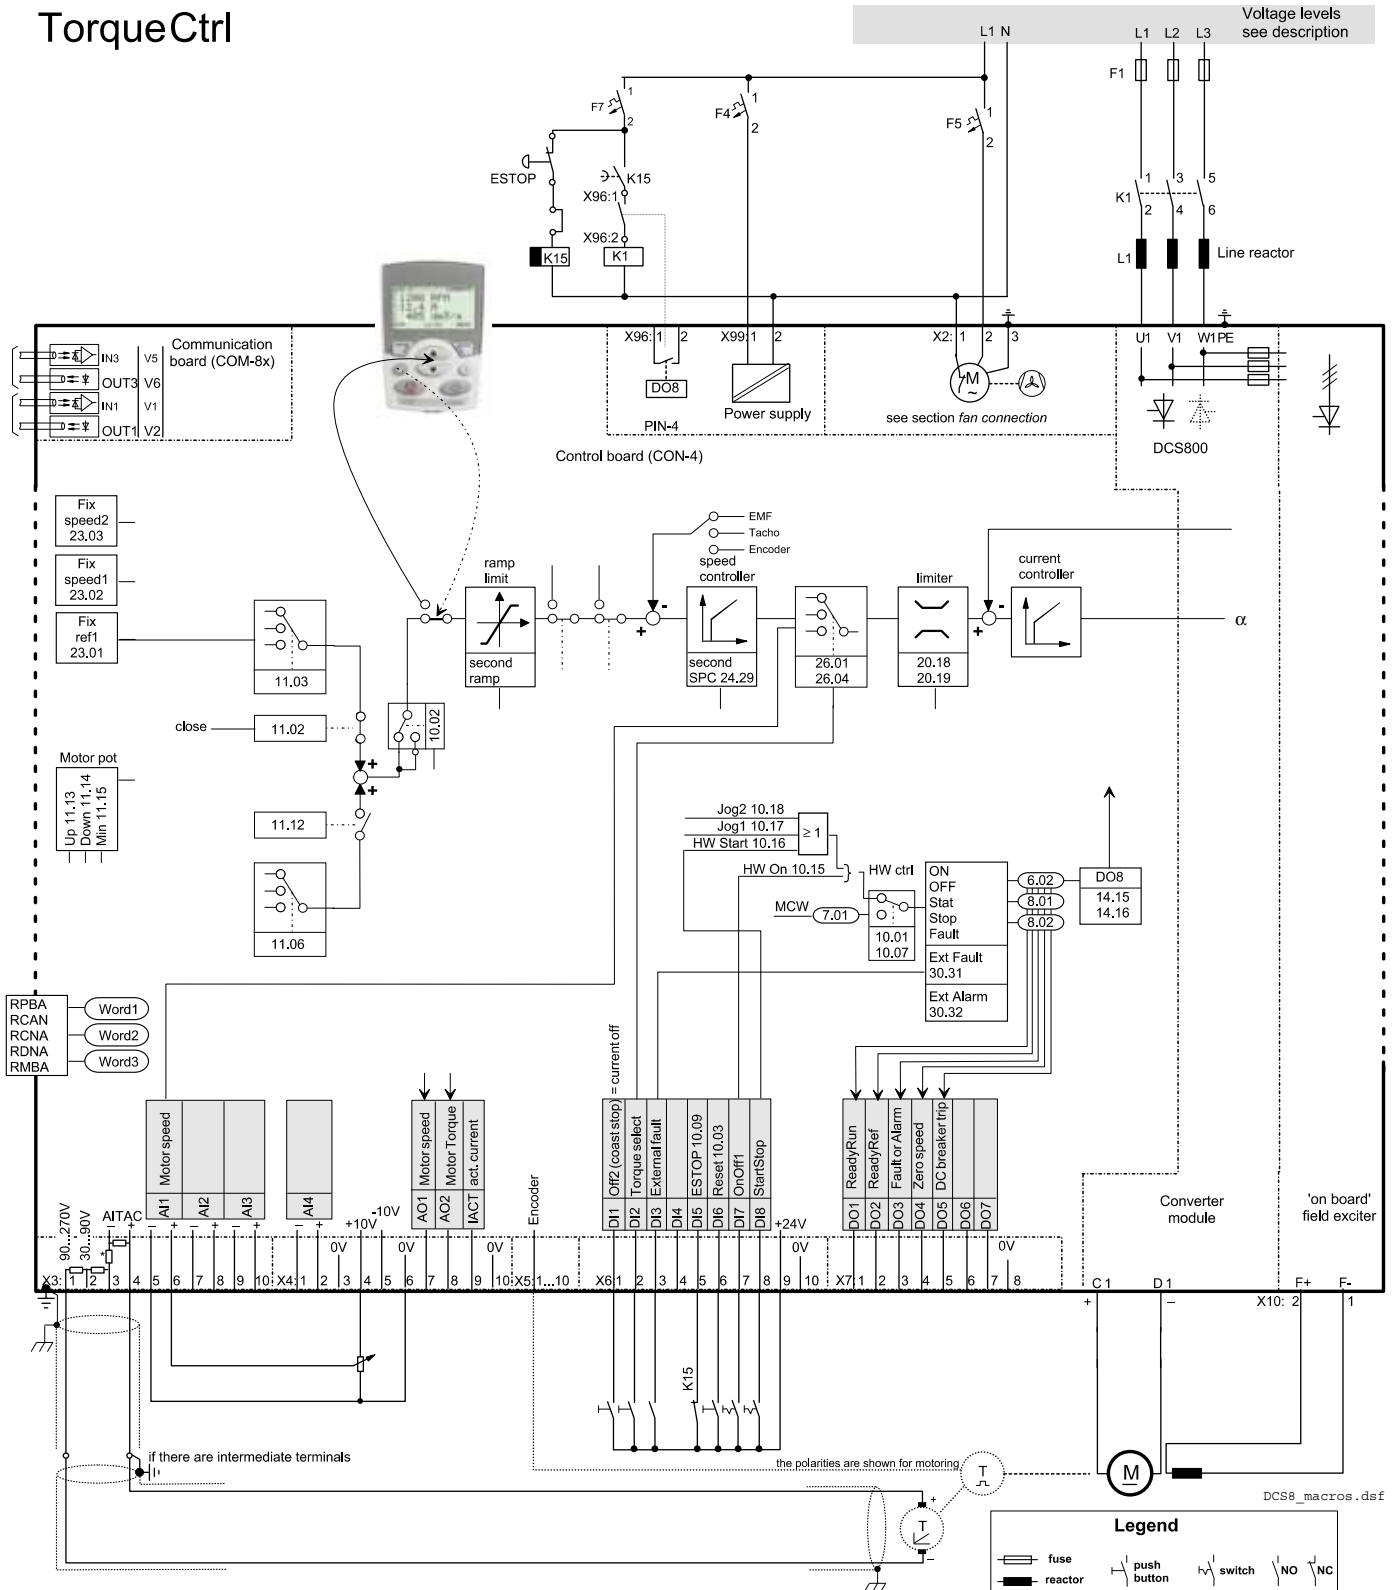 TorqueCtrl
Voltage levels
see description
L1 N
L1 L2 L3
F1
F7 1 2
F4 1 2
F5 1 2
ESTOP
K15
X96:1
X96:2
K15
K1
K1 1 2 3 4 5 6
L1
Line reactor
Communication
board (COM-8x)
IN3 V5
OUT3 V6
IN1 V1
OUT1 V2
X96: 1 2
X99: 1 2
X2: 1 2 3
U1 V1 W1 PE
DO8
PIN-4
Power supply
M
~
see section fan connection
DCS800
Control board (CON-4)
Fix
speed2
23.03
Fix
speed1
23.02
Fix
ref1
23.01
EMF
Tacho
Encoder
ramp
limit
speed
controller
limiter
current
controller
-
+
-
+
α
second
ramp
second
SPC 24.29
26.01
26.04
20.18
20.19
11.03
close
11.02
10.02
+
+
Motor pot
Up 11.13
Down 11.14
Min 11.15
11.12
11.06
Jog2 10.18
Jog1 10.17
HW Start 10.16
≥ 1
HW On 10.15
}
HW ctrl
MCW
7.01
10.01
10.07
ON
OFF
Stat
Stop
Fault
Ext Fault
30.31
Ext Alarm
30.32
6.02
8.01
8.02
DO8
14.15
14.16
RPBA
RCAN
RCNA
RDNA
RMBA
Word1
Word2
Word3
90...270V
30...90V
AITAC
- +
AI1 Motor speed
AI2
AI3
AI4
- + - + - + - +
+10V
-10V
0V
0V
0V
AO1 Motor speed
AO2 Motor Torque
IACT act. current
Encoder
DI1 Off2 (coast stop) = current off
DI2 Torque select
DI3 External fault
DI4
DI5 ESTOP 10.09
DI6 Reset 10.03
DI7 OnOff1
DI8 StartStop
+24V
0V
DO1 ReadyRun
DO2 ReadyRef
DO3 Fault or Alarm
DO4 Zero speed
DO5 DC breaker trip
DO6
DO7
0V
Converter
module
'on board'
field exciter
*
X3: 1 2 3 4 5 6 7 8 9 10
X4: 1 2 3 4 5 6 7 8 9 10
X5: 1...10
X6: 1 2 3 4 5 6 7 8 9 10
X7: 1 2 3 4 5 6 7 8
C 1 D 1
+ -
F+ F-
X10: 2 1
K15
if there are intermediate terminals
the polarities are shown for motoring
T
M
T
+
-
DCS8_macros.dsf
Legend
fuse
reactor
push
button
switch
NO
NC